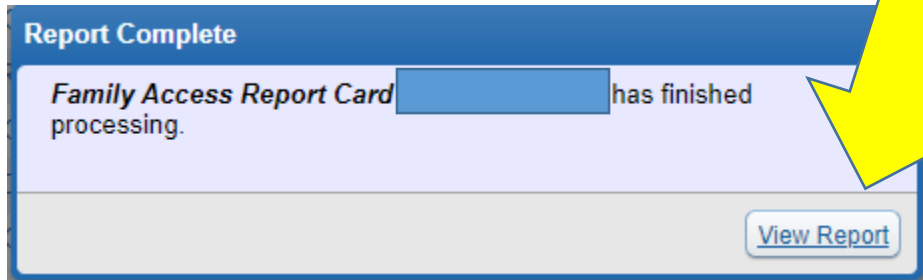 Report Complete
Family Access Report Card has finished
processing.
View Report